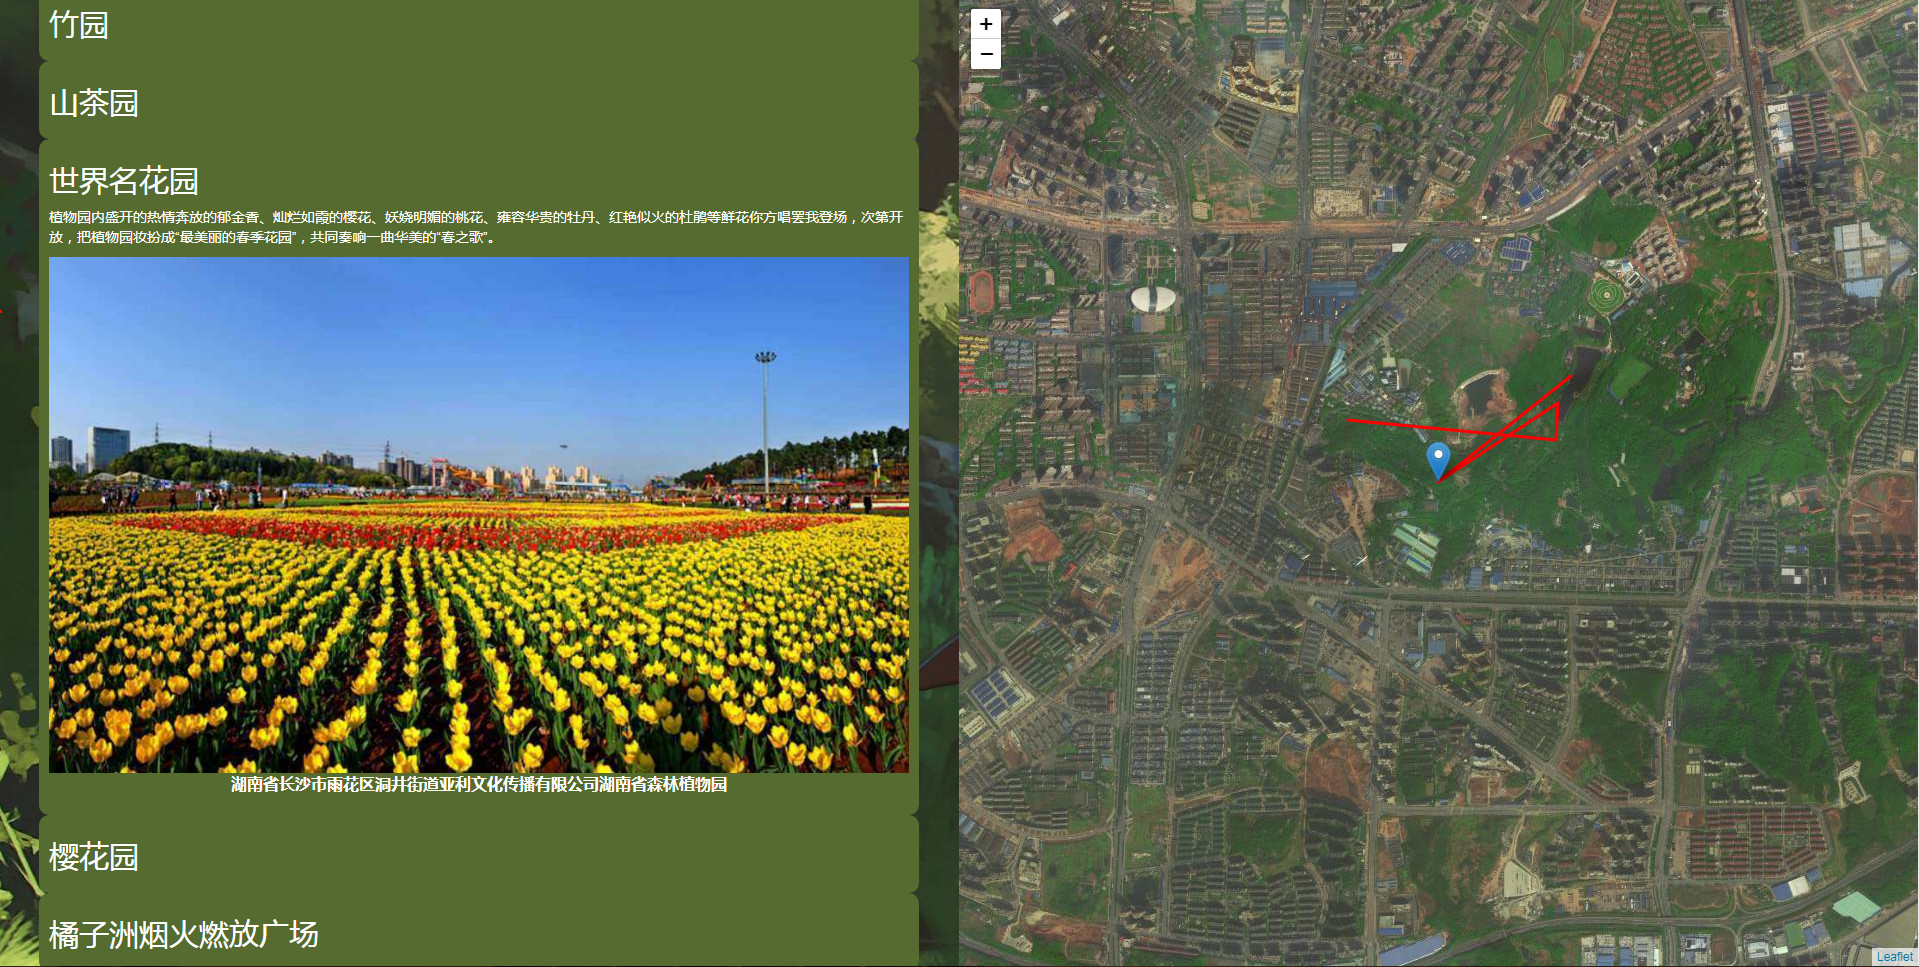 竹园
山茶园
世界名花园
植物园内盛开的热情奔放的郁金香、灿烂如霞的樱花、妖娆明媚的桃花、雍容华贵的牡丹、红艳似火的杜鹃等鲜花你方唱罢我登场，次第开
放，把植物园妆扮成“最美丽的春季花园”，共同奏响一曲华美的“春之歌”。
湖南省长沙市雨花区洞井街道亚利文化传播有限公司湖南省森林植物园
樱花园
橘子洲烟火燃放广场
+
−
Leaflet